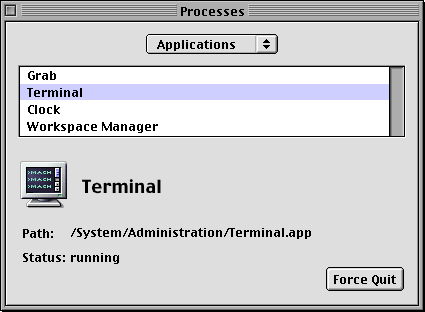 Processes
Applications
Grab
Terminal
Clock
Workspace Manager
>MACH
>MACH
>MACH
Terminal
Path: /System/Administration/Terminal.app
Status: running
Force Quit